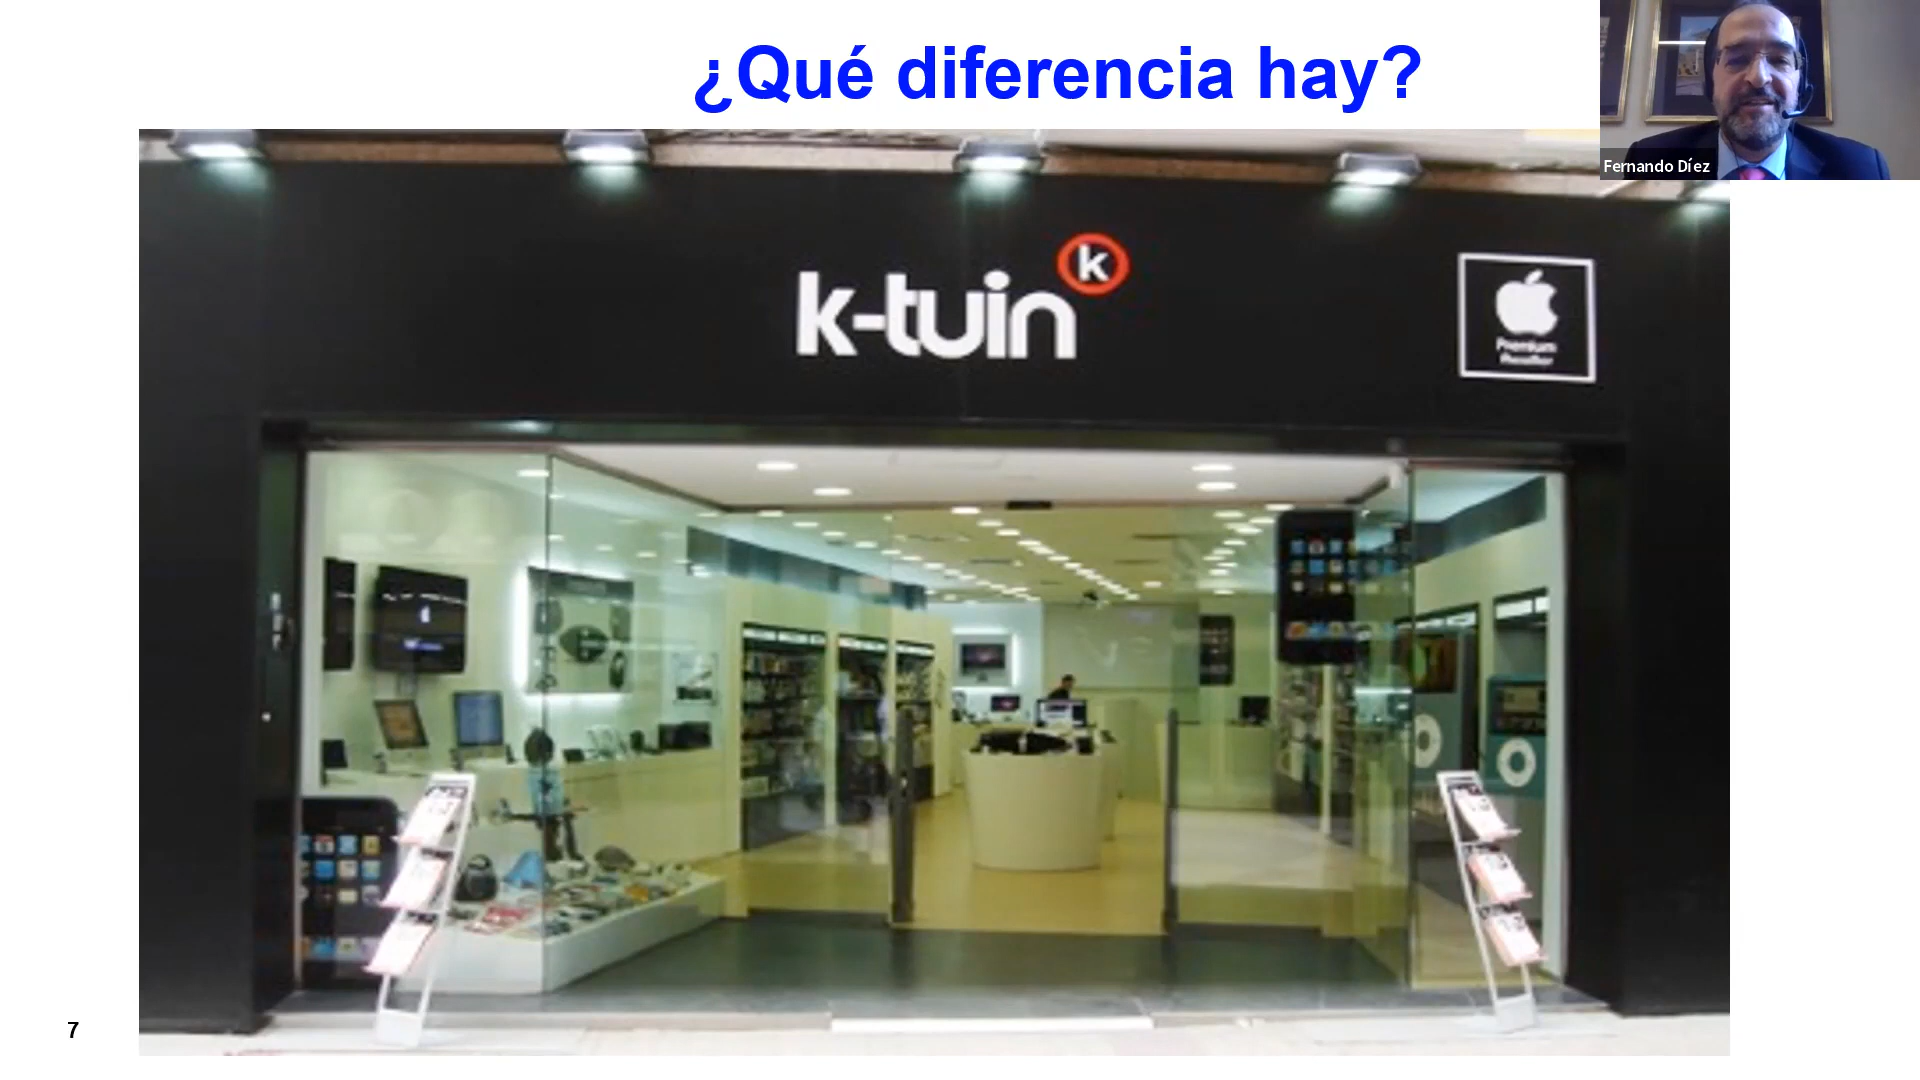 ¿Qué diferencia hay?
Fernando Díez
k-tuin
k
Premium
Reseller
7